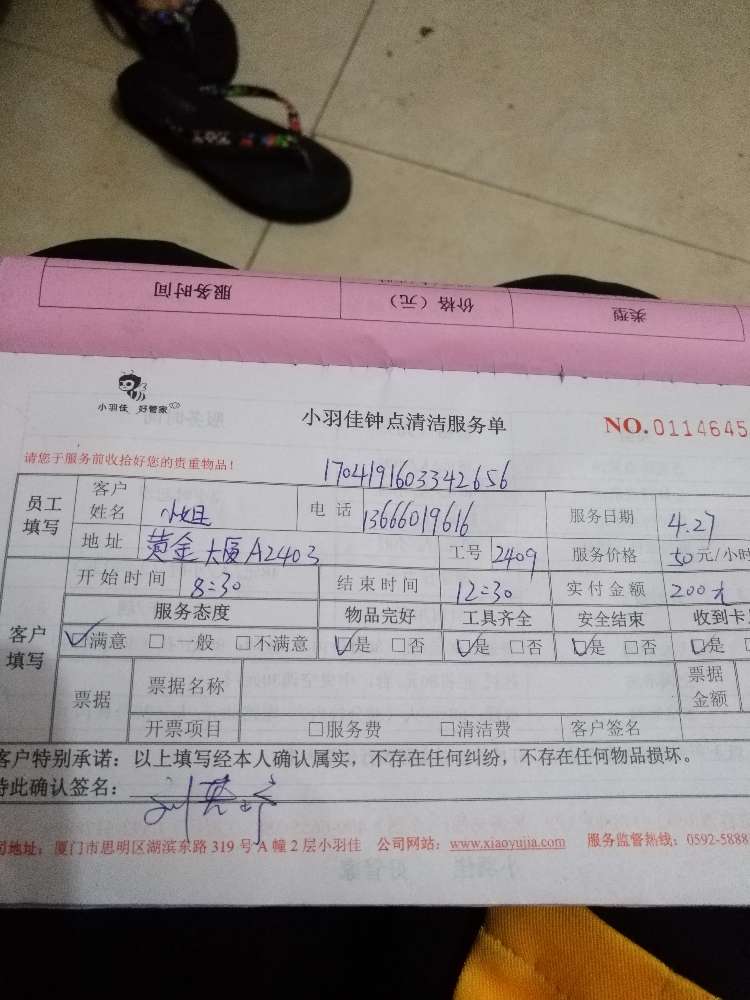 服务时间 价格（元） 类型
小羽佳 好管家
小羽佳钟点清洁服务单
NO.0114645
请您于服务前收拾好您的贵重物品！
1704191603342656
员工填写 客户姓名 小姐 电话 13666019616 服务日期 4.27
地址 黄金大厦A2403 工号 2409 服务价格 50元/小时
客户填写 开始时间 8:30 结束时间 12:30 实付金额 200元
服务态度 物品完好 工具齐全 安全结束 收到卡
☑满意 □一般 □不满意 ☑是 □否 ☑是 □否 ☑是 □否 ☑是
票据 票据名称 票据金额
开票项目 □服务费 □清洁费 客户签名
客户特别承诺：以上填写经本人确认属实，不存在任何纠纷，不存在任何物品损坏。
特此确认签名：
司地址：厦门市思明区湖滨东路 319 号 A 幢 2 层小羽佳 公司网站：www.xiaoyujia.com 服务监督热线：0592-5888